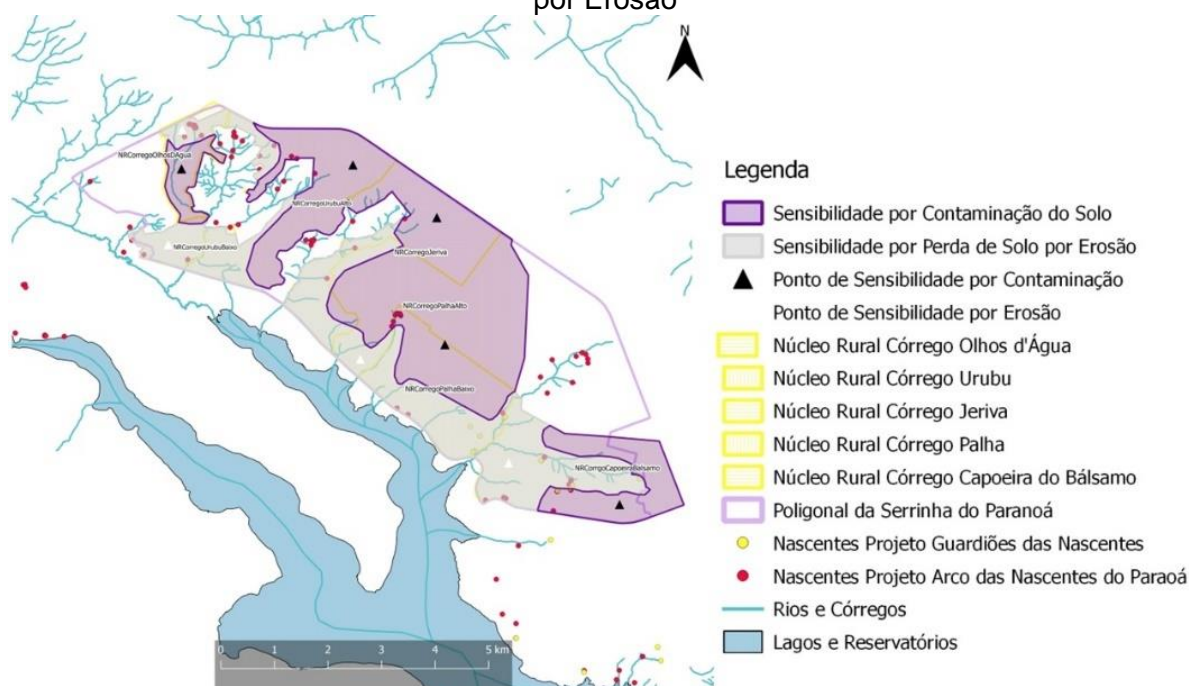 por Erosão
N
NRCorregoOlhosDAgua
NRCorregoUrubuAlto
NRCorregoUrubuBaixo
NRCorregoJeriva
NRCorregoPalhaAlto
NRCorregoPalhaBaixo
NRCorrgoCapoeiraBalsamo
0 1 2 3 4 5 km
Legenda
Sensibilidade por Contaminação do Solo
Sensibilidade por Perda de Solo por Erosão
Ponto de Sensibilidade por Contaminação
Ponto de Sensibilidade por Erosão
Núcleo Rural Córrego Olhos d'Água
Núcleo Rural Córrego Urubu
Núcleo Rural Córrego Jeriva
Núcleo Rural Córrego Palha
Núcleo Rural Córrego Capoeira do Bálsamo
Poligonal da Serrinha do Paranoá
Nascentes Projeto Guardiões das Nascentes
Nascentes Projeto Arco das Nascentes do Paraoá
Rios e Córregos
Lagos e Reservatórios